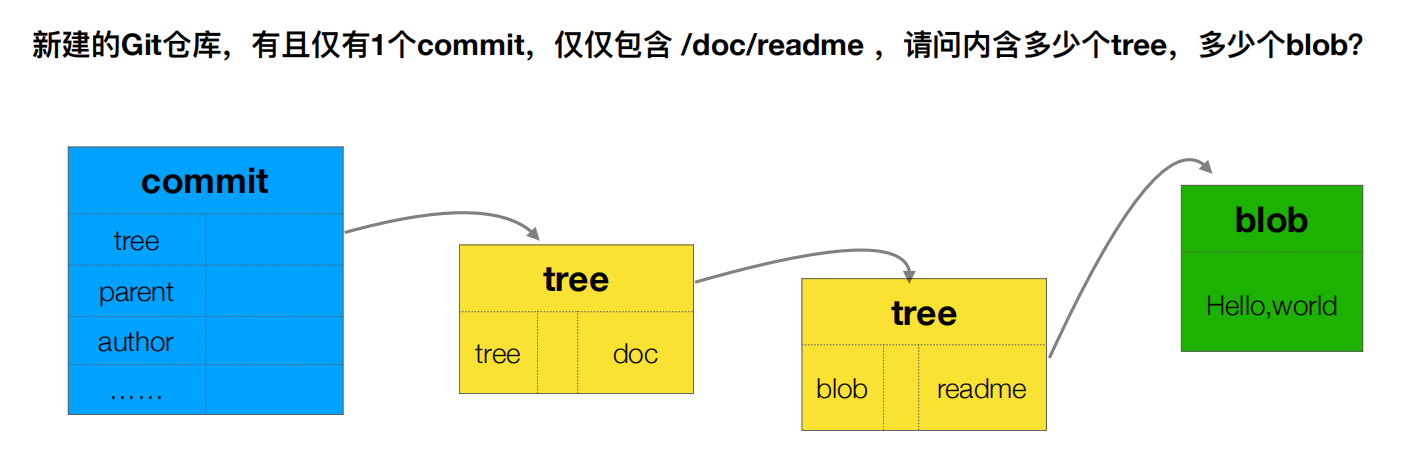 新建的Git仓库，有且仅有1个commit，仅仅包含 /doc/readme ，请问内含多少个tree，多少个blob?
commit
tree
parent
author
……
tree
tree doc
tree
blob readme
blob
Hello,world